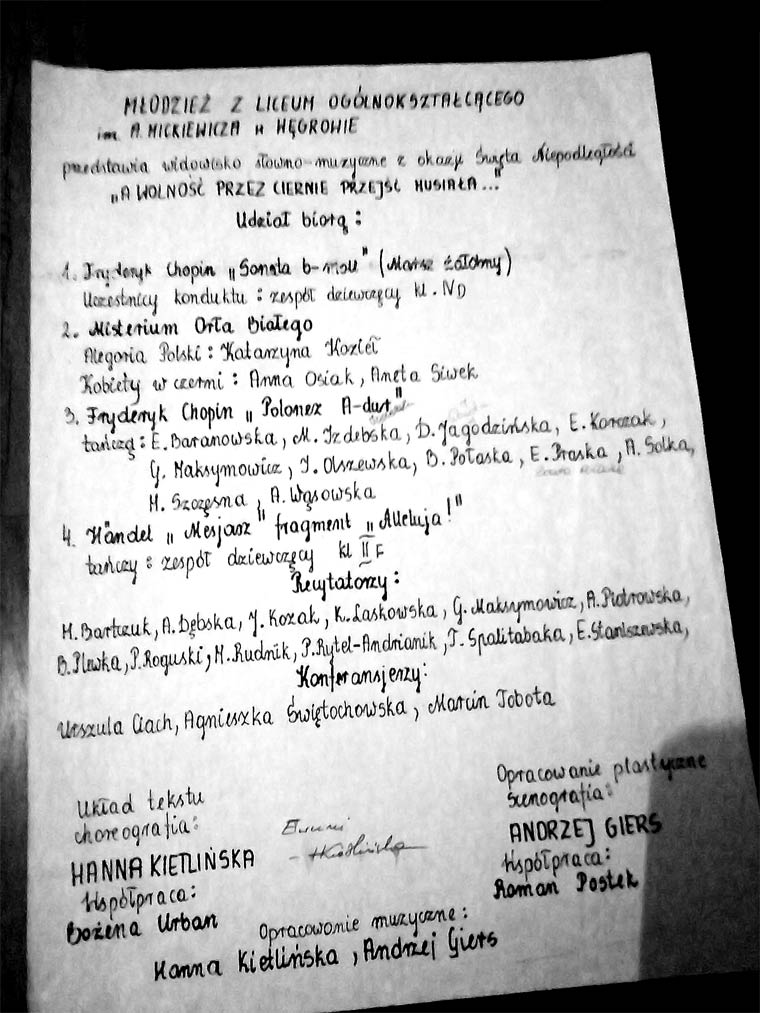 MŁODZIEŻ Z LICEUM OGÓLNOKSZTAŁCĄCEGO
im. A. MICKIEWICZA w WĘGROWIE
przedstawia widowisko słowno-muzyczne z okazji Święta Niepodległości
„A WOLNOŚĆ PRZEZ CIERNIE PRZEJŚĆ MUSIAŁA..."
Udział biorą:
1. Fryderyk Chopin „Sonata b-moll" (Marsz żałobny)
Uczestnicy konduktu: zespół dziewczęcy kl. IVD
2. Misterium Orła Białego
Alegoria Polski: Katarzyna Kozieł
Kobiety w czerni: Anna Osiak, Aneta Siwek
3. Fryderyk Chopin „Polonez A-dur"
tańczą: E. Baranowska, M. Izdebska, D. Jagodzińska, E. Korczak,
G. Maksymowicz, J. Olszewska, B. Połaska, E. Praska, A. Solka,
M. Szczęsna, A. Wąsowska
4. Händel „Mesjasz" fragment „Alleluja!"
tańczy: zespół dziewczęcy kl II F
Recytatorzy:
M. Bartczuk, A. Dębska, J. Kozak, K. Laskowska, G. Maksymowicz, A. Piotrowska,
B. Plewka, P. Roguski, M. Rudnik, P. Rytel-Andrianik, T. Spalitabaka, E. Staniszewska,
Konferansjerzy:
Urszula Ciach, Agnieszka Świętochowska, Marcin Tobota
Układ tekstu
choreografia:
HANNA KIETLIŃSKA
Współpraca:
Bożena Urban
HKietlińska
Opracowanie plastyczne
scenografia:
ANDRZEJ GIERS
Współpraca:
Roman Postek
Opracowanie muzyczne:
Hanna Kietlińska, Andrzej Giers